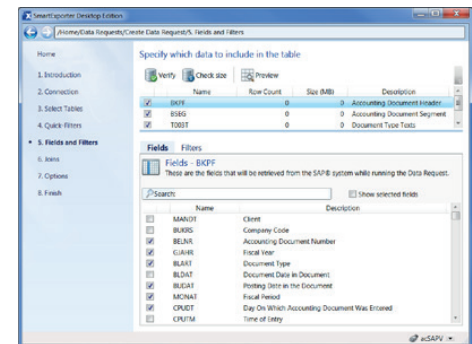 SmartExporter Desktop Edition
/Home/Data Requests/Create Data Request/5. Fields and Filters
Home
1. Introduction
2. Connection
3. Select Tables
4. Quick-Filters
5. Fields and Filters
6. Joins
7. Options
8. Finish
Specify which data to include in the table
Verify Check size Preview
Name Row Count Size (MB) Description
BKPF 0 0 Accounting Document Header
BSEG 0 0 Accounting Document Segment
T003T 0 0 Document Type Texts
Fields Filters
Fields - BKPF
These are the fields that will be retrieved from the SAP® system while running the Data Request.
Search: Show selected fields
Name Description
MANDT Client
BUKRS Company Code
BELNR Accounting Document Number
GJAHR Fiscal Year
BLART Document Type
BLDAT Document Date in Document
BUDAT Posting Date in the Document
MONAT Fiscal Period
CPUDT Day On Which Accounting Document Was Entered
CPUTM Time of Entry
acSAPV